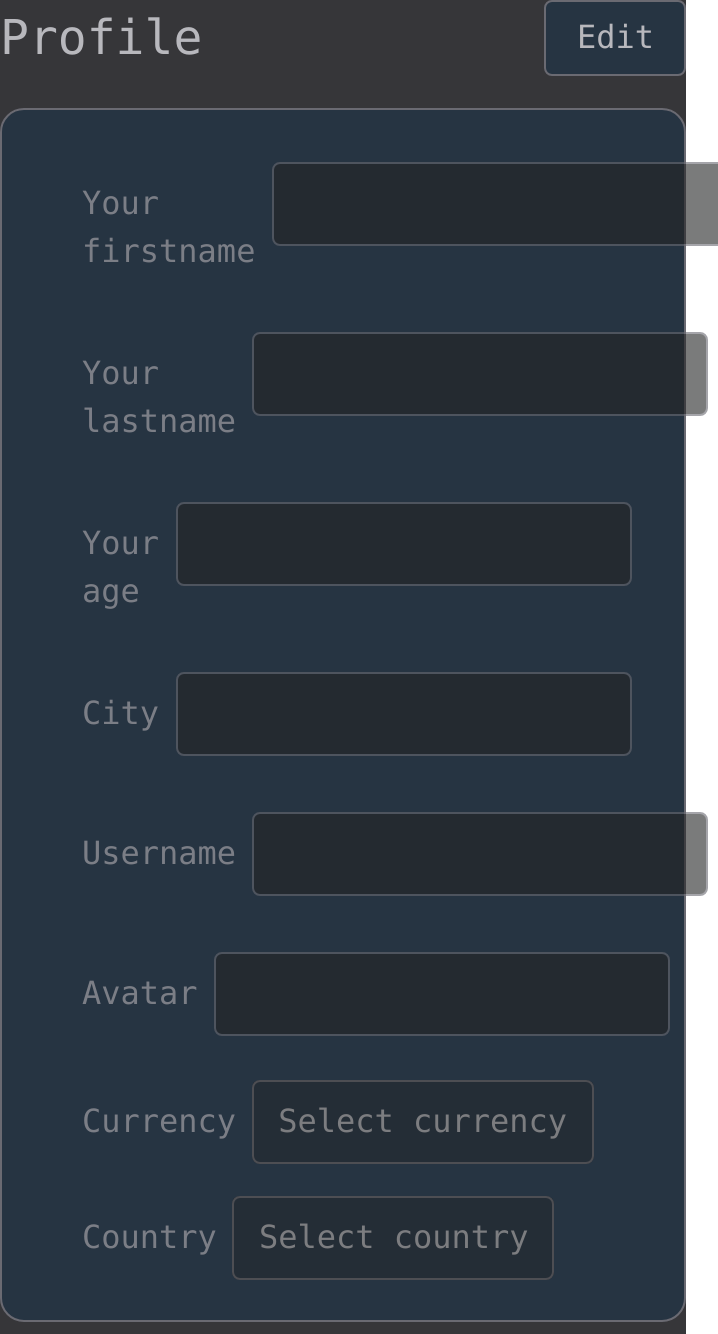 Profile
Edit
Your
firstname
Your
lastname
Your
age
City
Username
Avatar
Currency
Select currency
Country
Select country